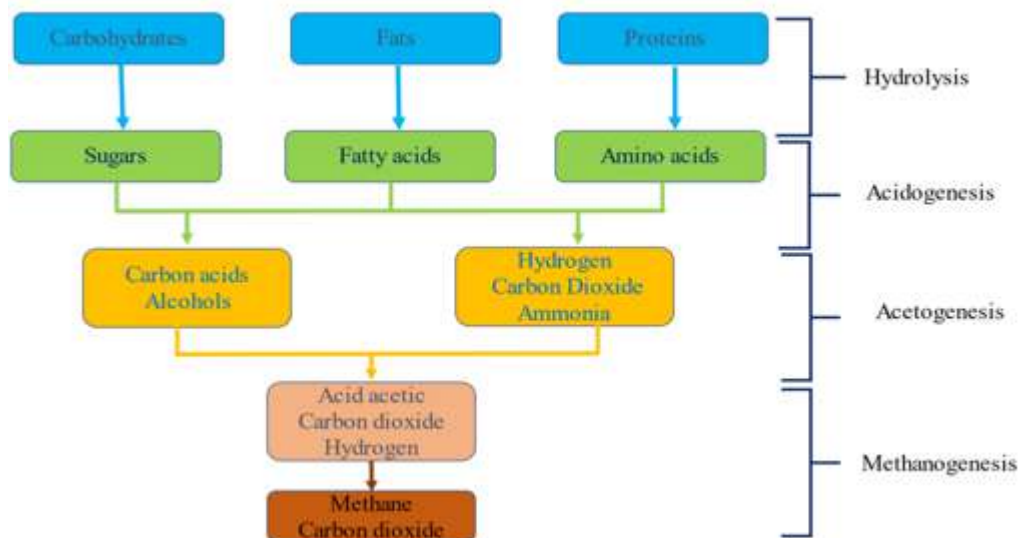 Carbohydrates
Fats
Proteins
Hydrolysis
Sugars
Fatty acids
Amino acids
Acidogenesis
Carbon acids
Alcohols
Hydrogen
Carbon Dioxide
Ammonia
Acetogenesis
Acid acetic
Carbon dioxide
Hydrogen
Methanogenesis
Methane
Carbon dioxide